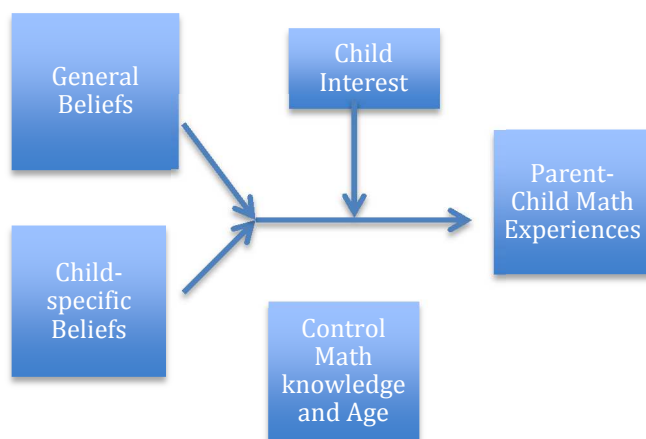 General
Beliefs
Child
Interest
Parent-
Child Math
Experiences
Child-
specific
Beliefs
Control
Math
knowledge
and Age